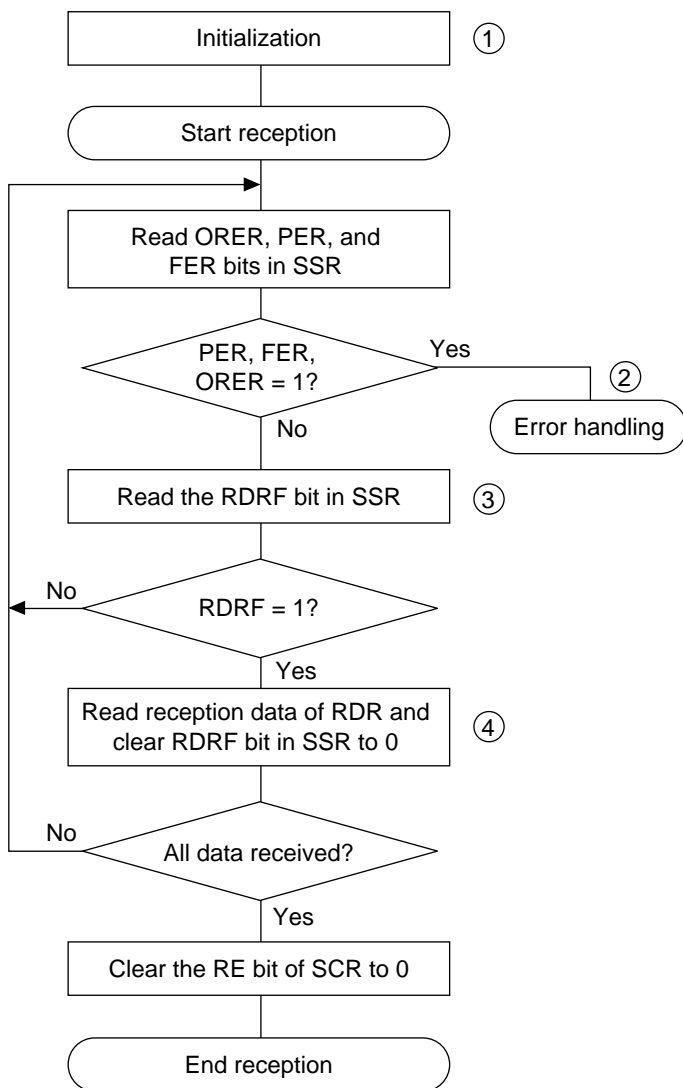 Initialization
1
Start reception
Read ORER, PER, and
FER bits in SSR
PER, FER,
ORER = 1?
Yes
2
Error handling
No
Read the RDRF bit in SSR
3
No
RDRF = 1?
Yes
Read reception data of RDR and
clear RDRF bit in SSR to 0
4
No
All data received?
Yes
Clear the RE bit of SCR to 0
End reception